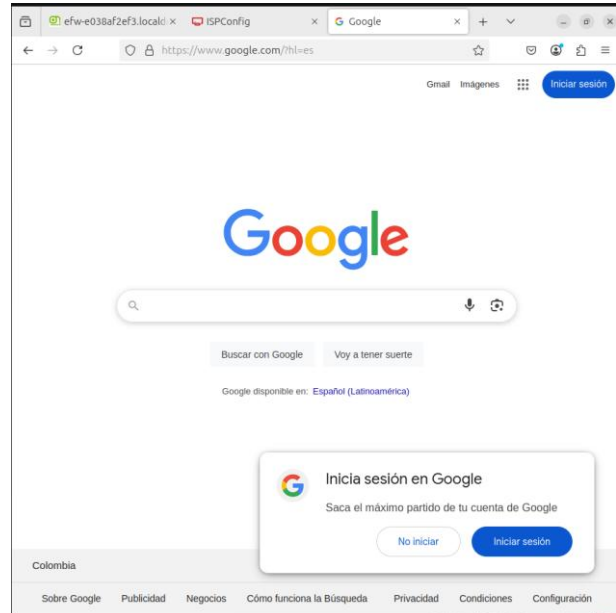 efw-e038af2ef3.locald
ISPConfig
Google
https://www.google.com/?hl=es
Gmail Imágenes Iniciar sesión
Google
Buscar con Google Voy a tener suerte
Google disponible en: Español (Latinoamérica)
Inicia sesión en Google
Saca el máximo partido de tu cuenta de Google
No iniciar Iniciar sesión
Colombia
Sobre Google Publicidad Negocios Cómo funciona la Búsqueda Privacidad Condiciones Configuración